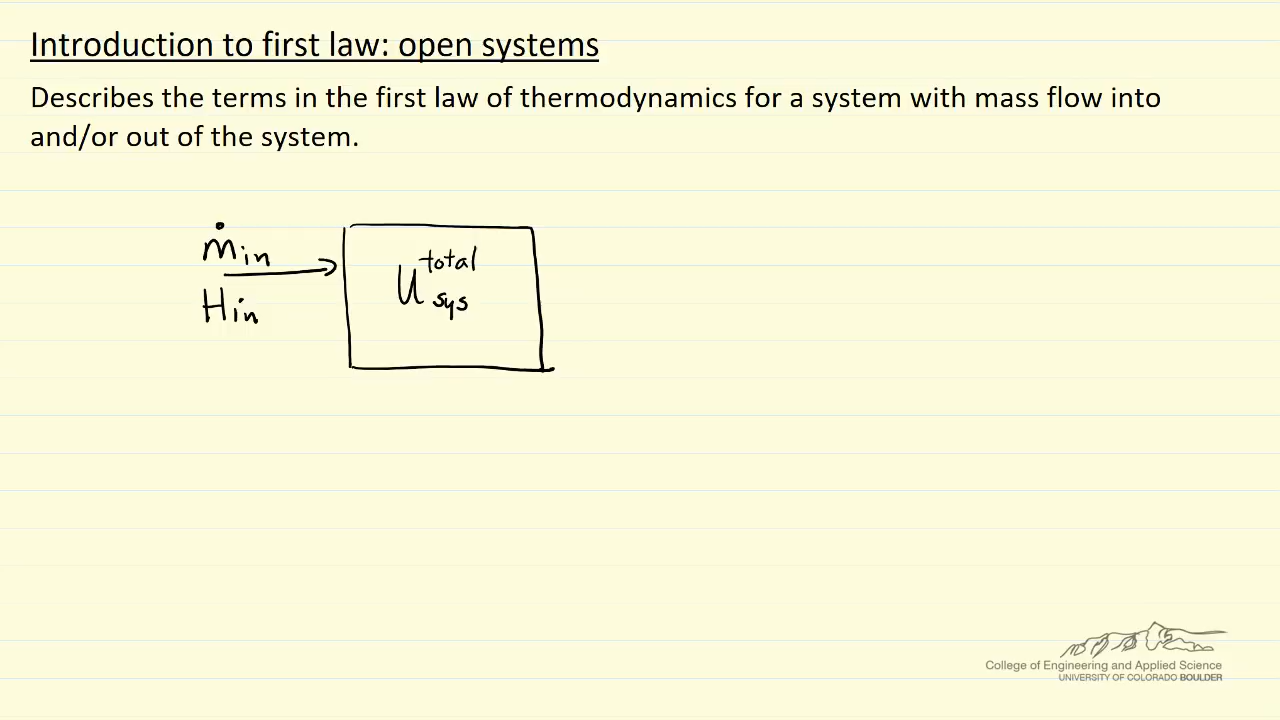 Introduction to first law: open systems
Describes the terms in the first law of thermodynamics for a system with mass flow into
and/or out of the system.
ṁin
Hin
U total sys
College of Engineering and Applied Science
UNIVERSITY OF COLORADO BOULDER